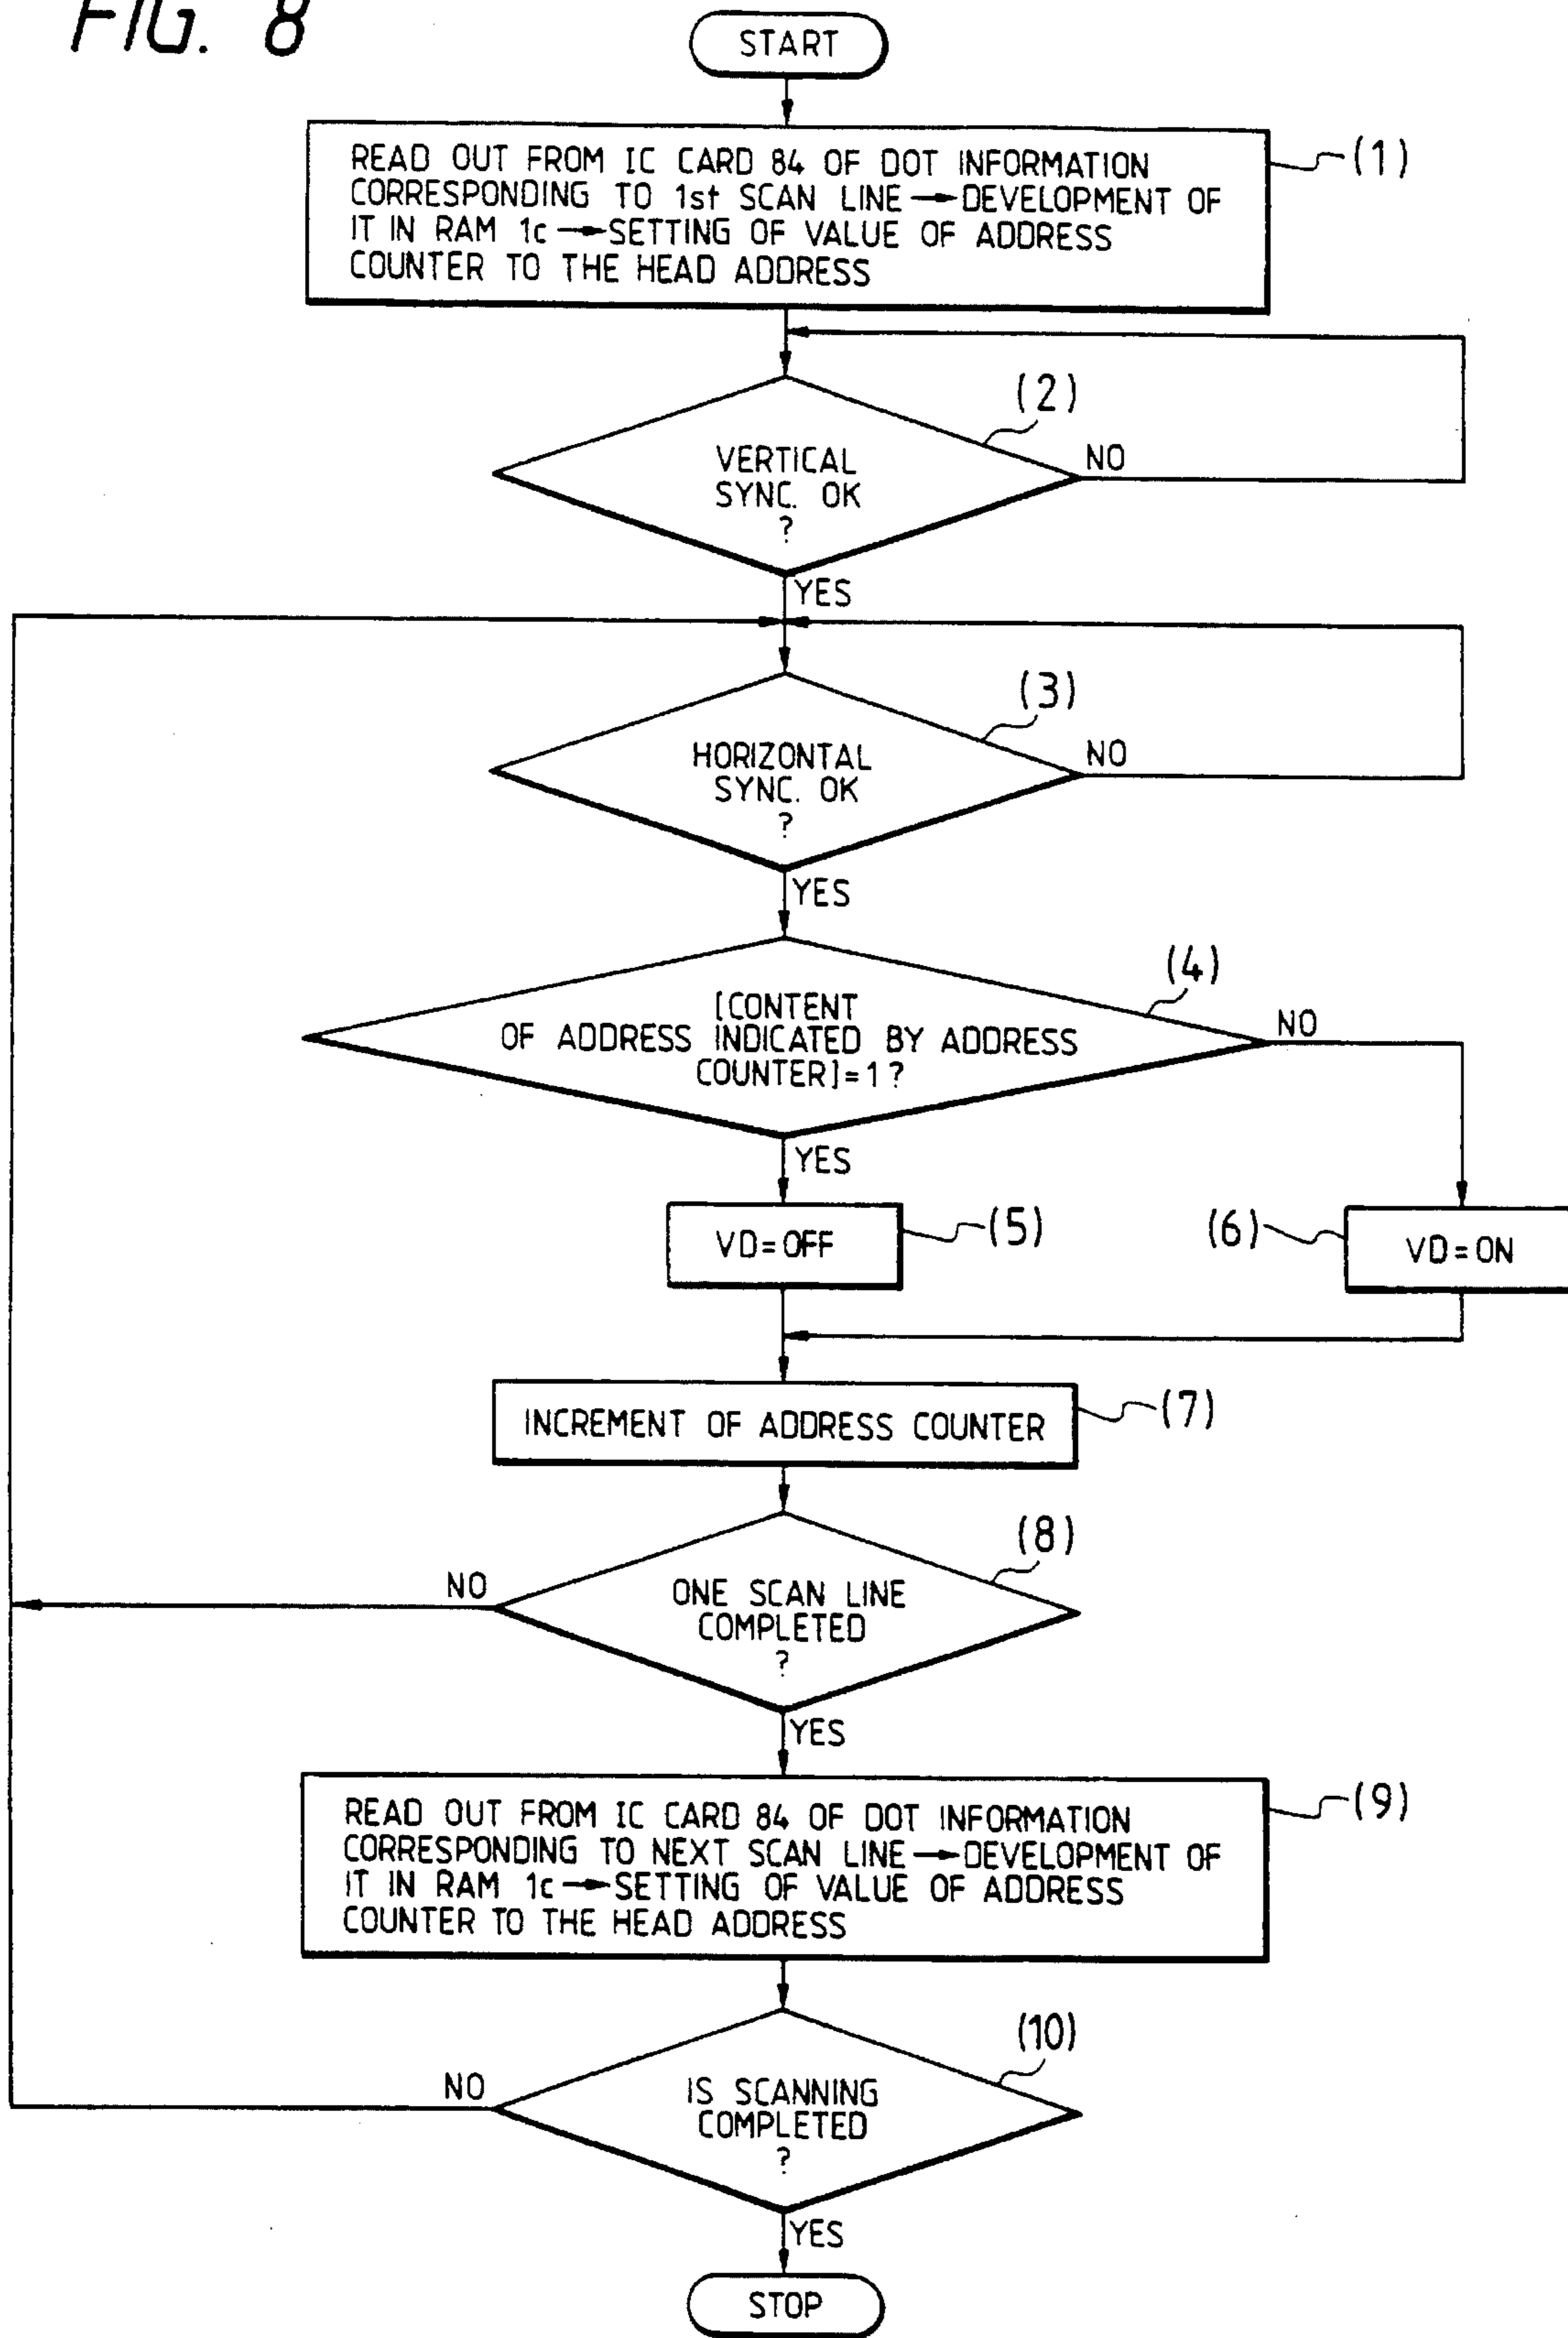 FIG. 8
START
READ OUT FROM IC CARD 84 OF DOT INFORMATION
CORRESPONDING TO 1st SCAN LINE→DEVELOPMENT OF
IT IN RAM 1c→SETTING OF VALUE OF ADDRESS
COUNTER TO THE HEAD ADDRESS
(1)
(2)
VERTICAL
SYNC. OK
?
NO
YES
(3)
HORIZONTAL
SYNC. OK
?
NO
YES
(4)
[CONTENT
OF ADDRESS INDICATED BY ADDRESS
COUNTER]=1?
NO
YES
VD=OFF
(5)
(6)
VD=ON
INCREMENT OF ADDRESS COUNTER
(7)
(8)
NO
ONE SCAN LINE
COMPLETED
?
YES
READ OUT FROM IC CARD 84 OF DOT INFORMATION
CORRESPONDING TO NEXT SCAN LINE→DEVELOPMENT OF
IT IN RAM 1c→SETTING OF VALUE OF ADDRESS
COUNTER TO THE HEAD ADDRESS
(9)
(10)
NO
IS SCANNING
COMPLETED
?
YES
STOP